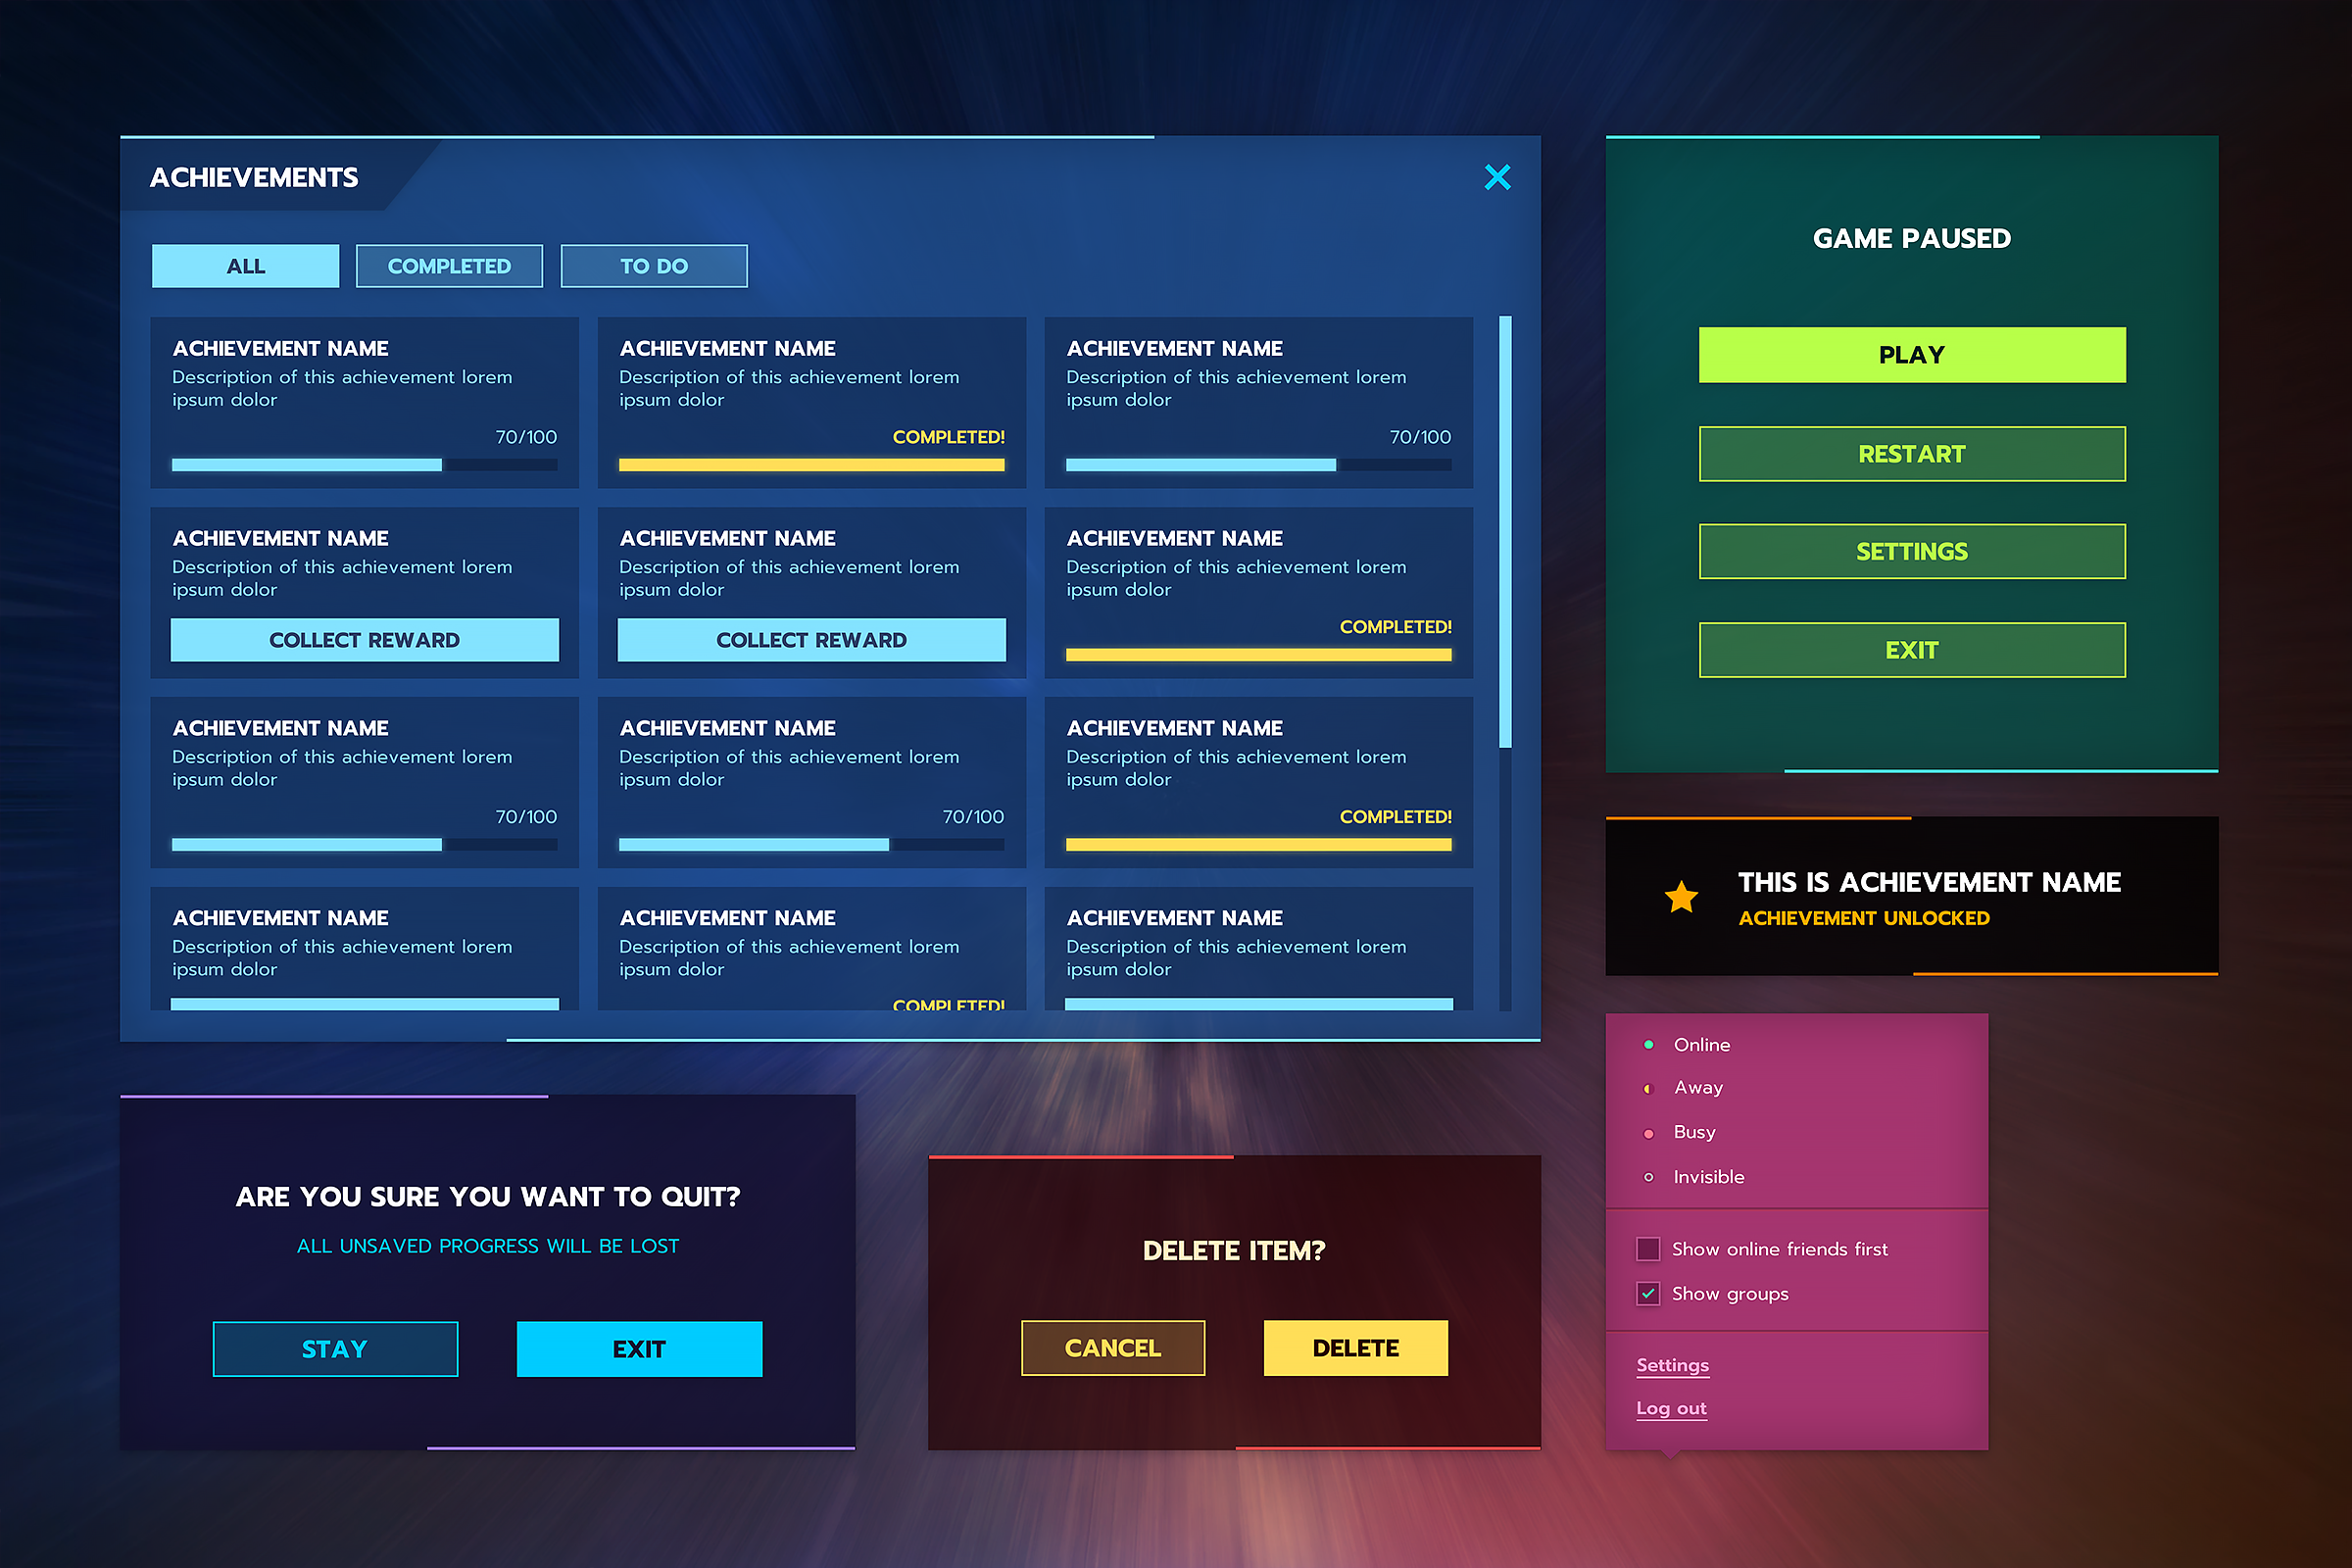 ACHIEVEMENTS
ALL
COMPLETED
TO DO
ACHIEVEMENT NAME
Description of this achievement lorem
ipsum dolor
70/100
ACHIEVEMENT NAME
Description of this achievement lorem
ipsum dolor
COMPLETED!
ACHIEVEMENT NAME
Description of this achievement lorem
ipsum dolor
70/100
ACHIEVEMENT NAME
Description of this achievement lorem
ipsum dolor
COLLECT REWARD
ACHIEVEMENT NAME
Description of this achievement lorem
ipsum dolor
COLLECT REWARD
ACHIEVEMENT NAME
Description of this achievement lorem
ipsum dolor
COMPLETED!
ACHIEVEMENT NAME
Description of this achievement lorem
ipsum dolor
70/100
ACHIEVEMENT NAME
Description of this achievement lorem
ipsum dolor
70/100
ACHIEVEMENT NAME
Description of this achievement lorem
ipsum dolor
COMPLETED!
ACHIEVEMENT NAME
Description of this achievement lorem
ipsum dolor
ACHIEVEMENT NAME
Description of this achievement lorem
ipsum dolor
COMPLETED!
ACHIEVEMENT NAME
Description of this achievement lorem
ipsum dolor
GAME PAUSED
PLAY
RESTART
SETTINGS
EXIT
THIS IS ACHIEVEMENT NAME
ACHIEVEMENT UNLOCKED
ARE YOU SURE YOU WANT TO QUIT?
ALL UNSAVED PROGRESS WILL BE LOST
STAY
EXIT
DELETE ITEM?
CANCEL
DELETE
Online
Away
Busy
Invisible
Show online friends first
Show groups
Settings
Log out